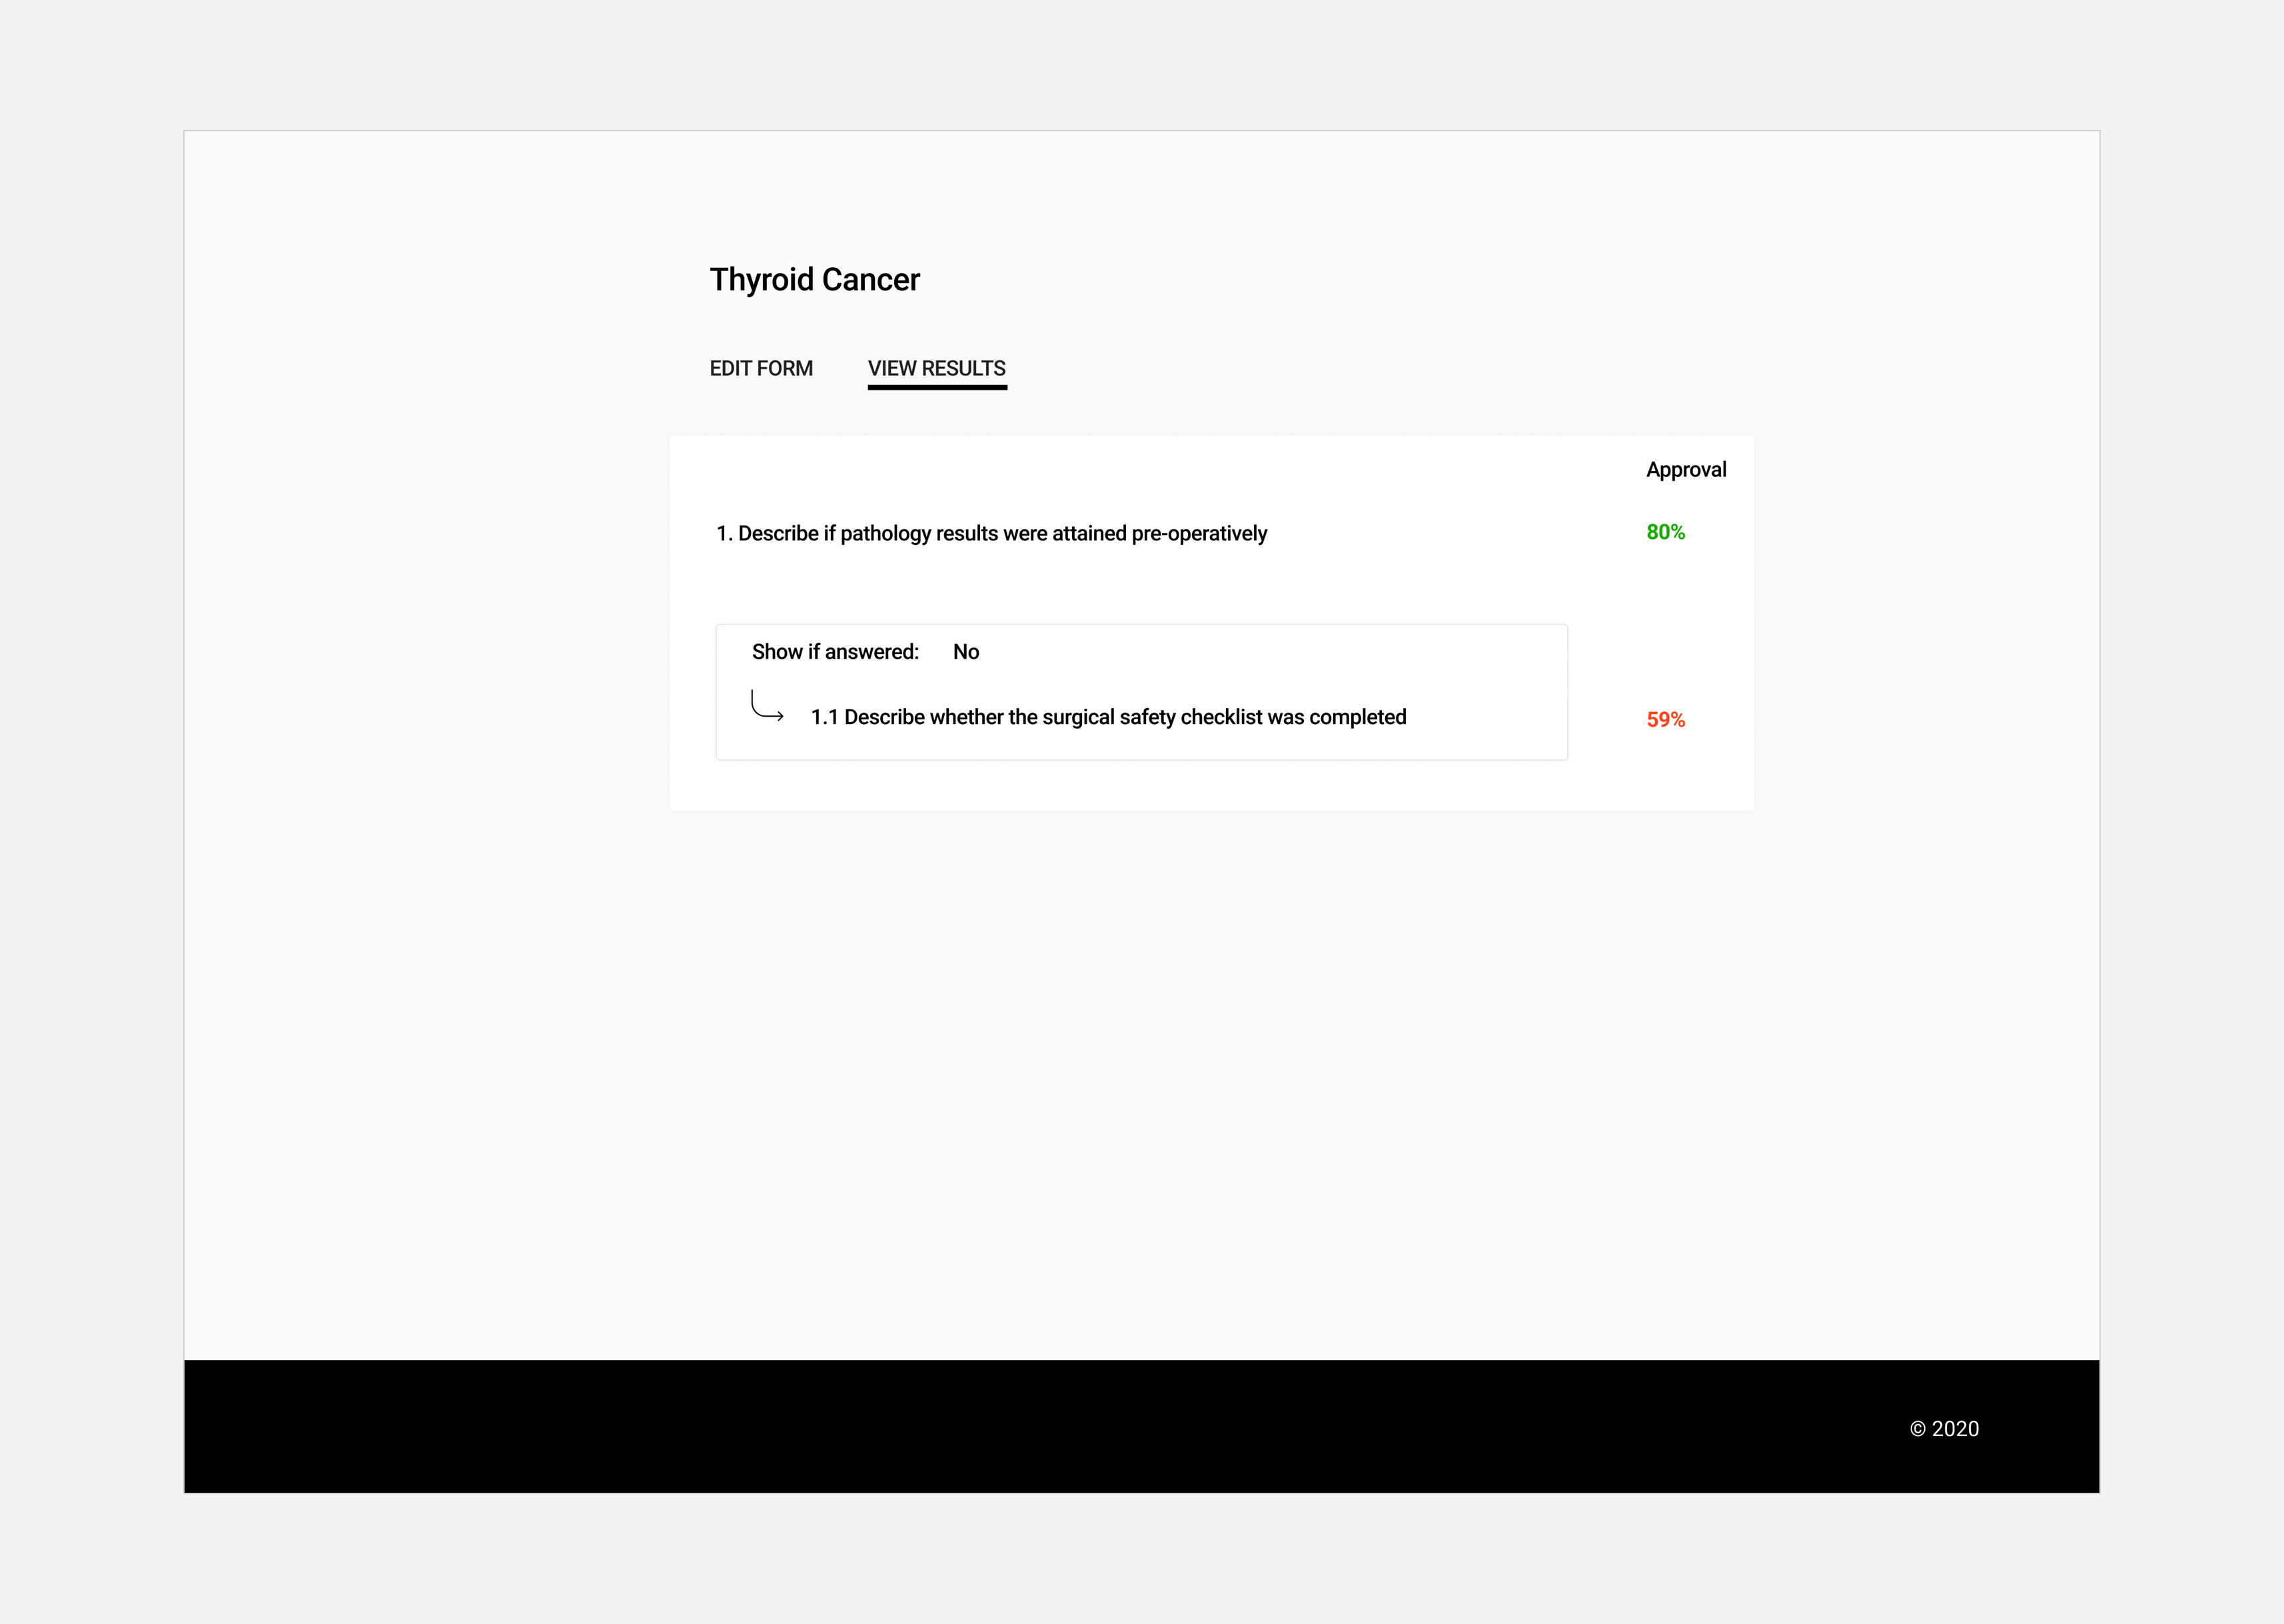 Thyroid Cancer
EDIT FORM VIEW RESULTS
Approval
1. Describe if pathology results were attained pre-operatively 80%
Show if answered: No
1.1 Describe whether the surgical safety checklist was completed 59%
© 2020